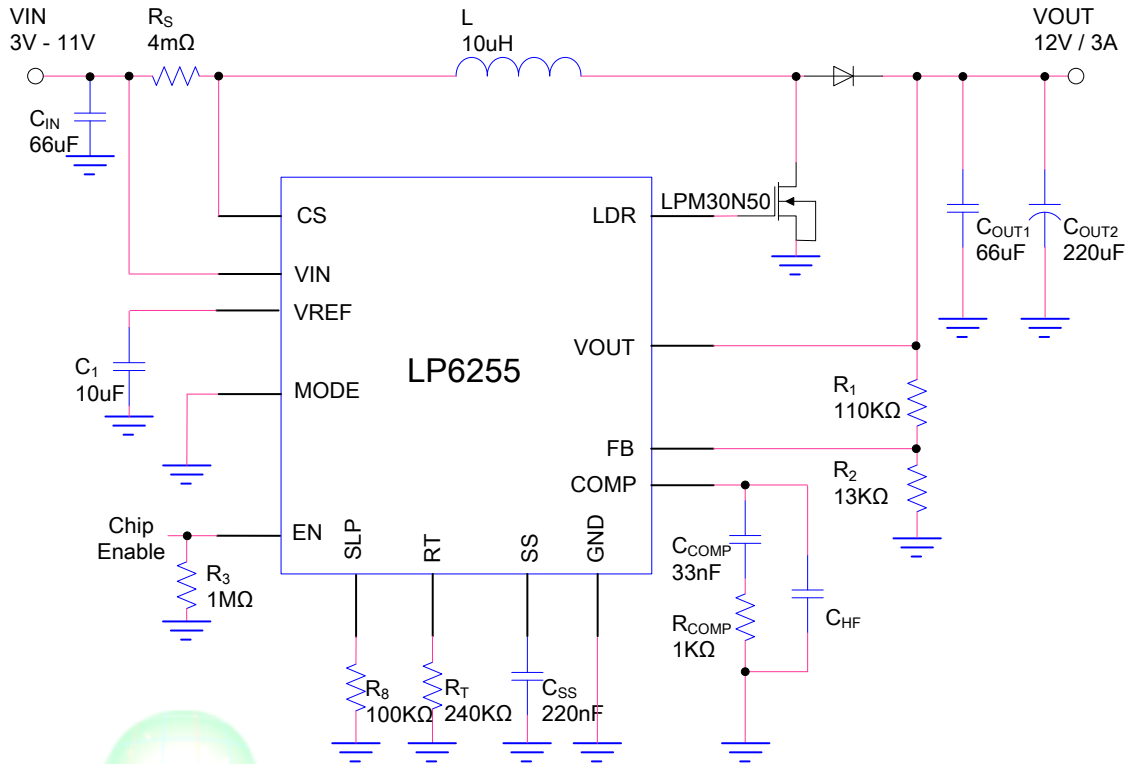 VIN
3V - 11V
RS
4mΩ
L
10uH
VOUT
12V / 3A
CIN
66uF
CS
LDR
LPM30N50
COUT1
66uF
COUT2
220uF
VIN
VREF
C1
10uF
VOUT
LP6255
MODE
R1
110KΩ
FB
COMP
R2
13KΩ
Chip
Enable
EN
SLP
RT
SS
GND
R3
1MΩ
CCOMP
33nF
RCOMP
1KΩ
CHF
R8
100KΩ
RT
240KΩ
CSS
220nF